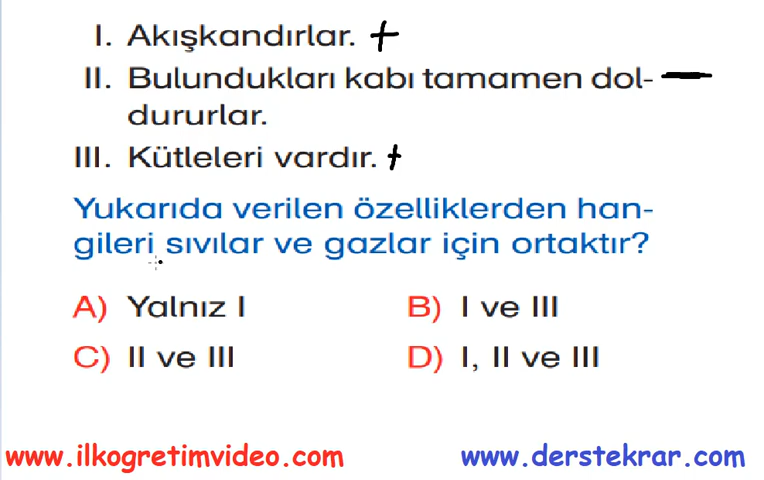 I. Akışkandırlar. +
II. Bulundukları kabı tamamen dol- —
dururlar.
III. Kütleleri vardır. +
Yukarıda verilen özelliklerden han-
gileri sıvılar ve gazlar için ortaktır?
A) Yalnız I B) I ve III
C) II ve III D) I, II ve III
www.ilkogretimvideo.com www.derstekrar.com